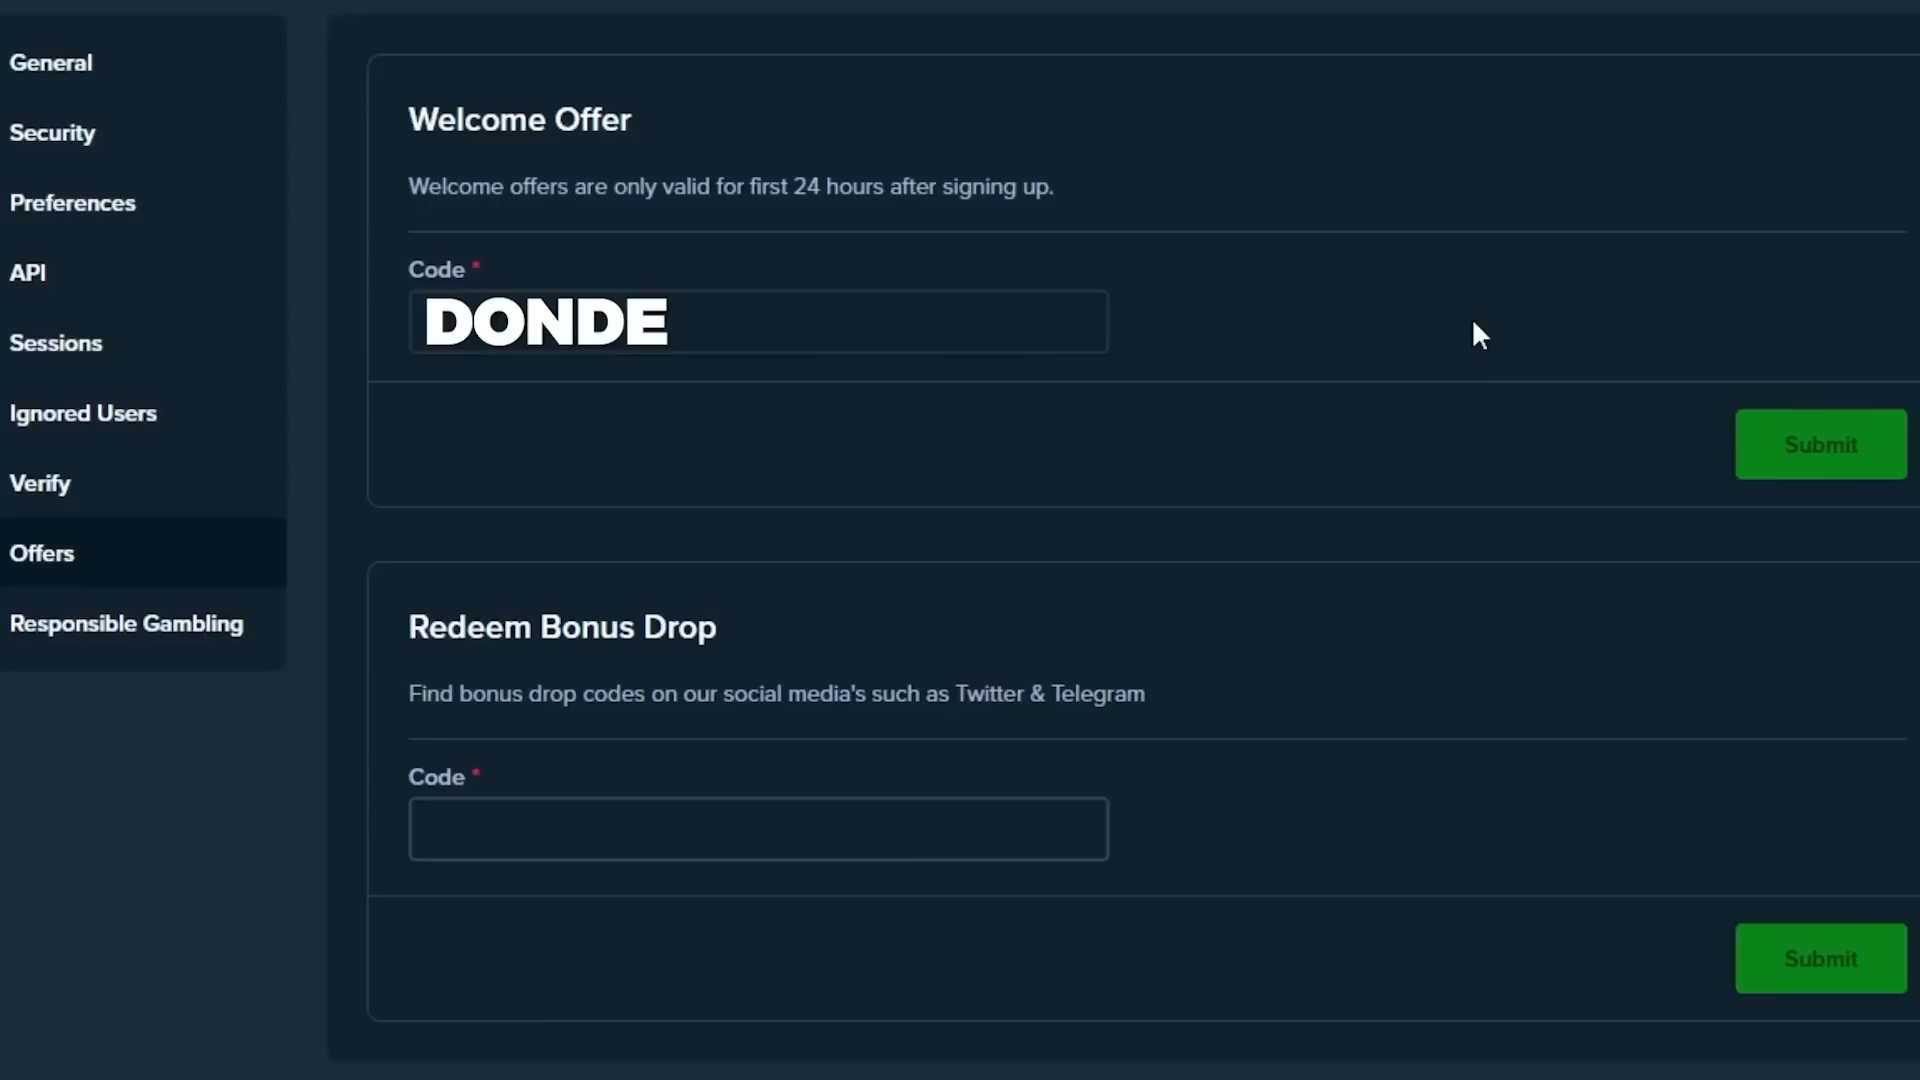 General
Security
Preferences
API
Sessions
Ignored Users
Verify
Offers
Responsible Gambling
Welcome Offer
Welcome offers are only valid for first 24 hours after signing up.
Code *
DONDE
Submit
Redeem Bonus Drop
Find bonus drop codes on our social media's such as Twitter & Telegram
Code *
Submit